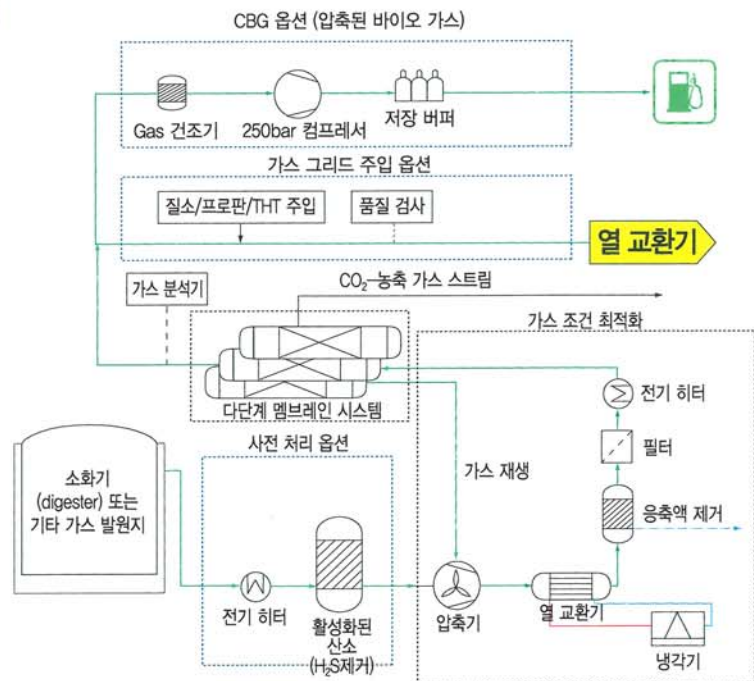 CBG 옵션 (압축된 바이오 가스)
Gas 건조기
250bar 컴프레서
저장 버퍼
가스 그리드 주입 옵션
질소/프로판/THT 주입
품질 검사
열 교환기
가스 분석기
CO₂–농축 가스 스트림
가스 조건 최적화
다단계 멤브레인 시스템
전기 히터
사전 처리 옵션
필터
소화기
(digester) 또는
기타 가스 발원지
가스 재생
응축액 제거
전기 히터
활성화된
산소
(H₂S제거)
압축기
열 교환기
냉각기